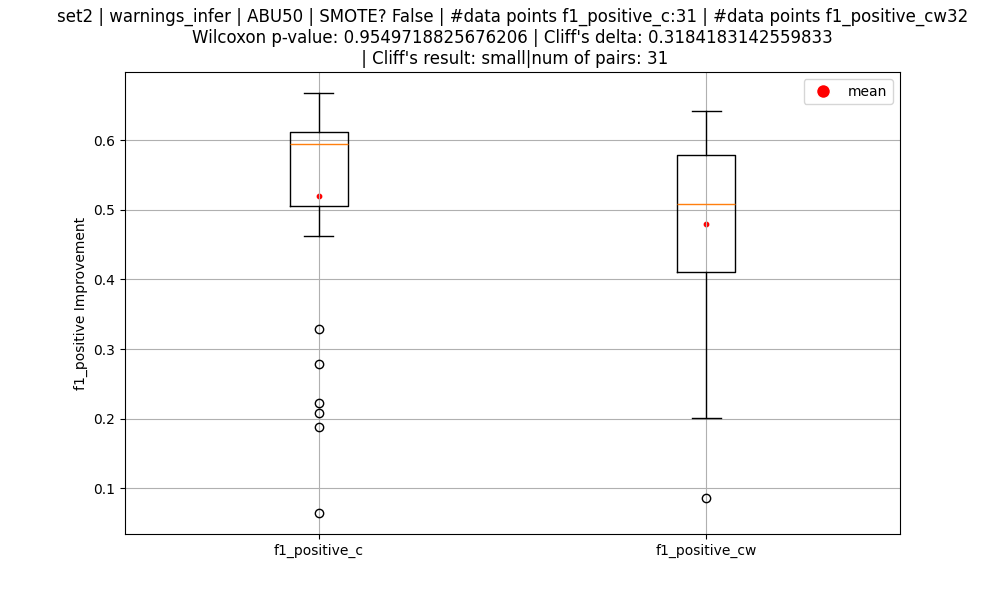 set2 | warnings_infer | ABU50 | SMOTE? False | #data points f1_positive_c:31 | #data points f1_positive_cw32
Wilcoxon p-value: 0.9549718825676206 | Cliff's delta: 0.3184183142559833
| Cliff's result: small|num of pairs: 31
mean
0.6
0.5
0.4
0.3
0.2
0.1
f1_positive Improvement
f1_positive_c
f1_positive_cw